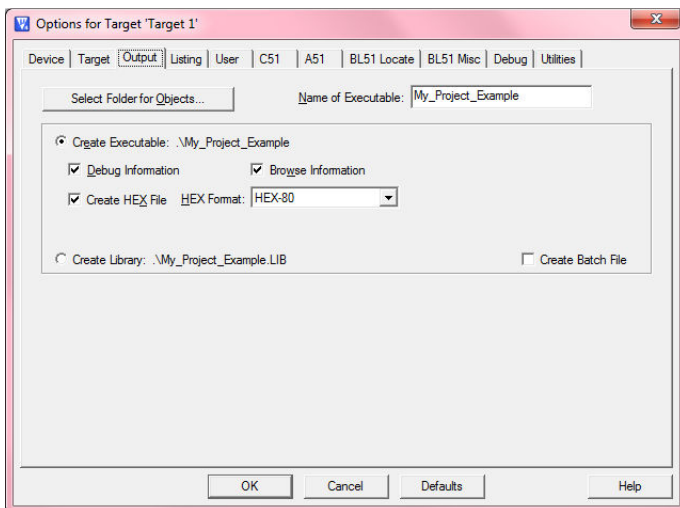 Options for Target 'Target 1'
Device Target Output Listing User C51 A51 BL51 Locate BL51 Misc Debug Utilities
Select Folder for Objects... Name of Executable: My_Project_Example
Create Executable: .\My_Project_Example
Debug Information Browse Information
Create HEX File HEX Format: HEX-80
Create Library: .\My_Project_Example.LIB Create Batch File
OK Cancel Defaults Help